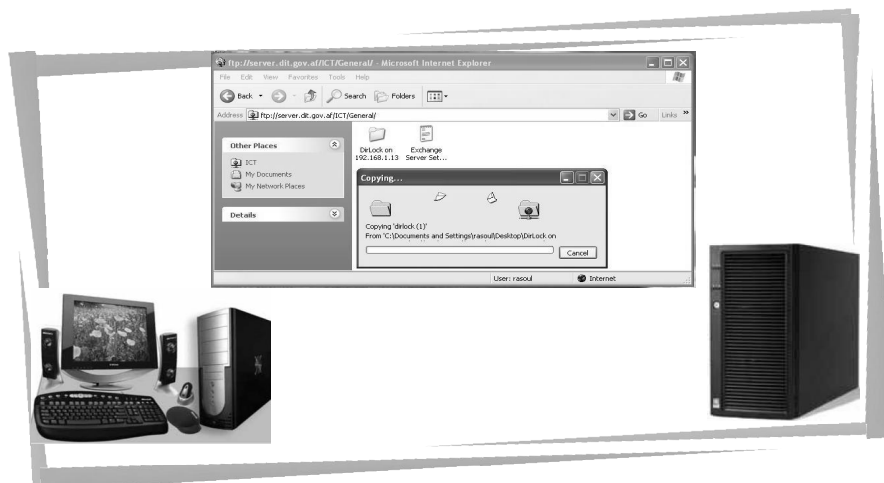 ftp://server.dit.gov.af/ICT/General/ - Microsoft Internet Explorer
File Edit View Favorites Tools Help
Back Search Folders
Address ftp://server.dit.gov.af/ICT/General/ Go Links »
Other Places
ICT
My Documents
My Network Places
Details
DirLock on
192.168.1.13
Exchange
Server Set...
Copying...
Copying 'dirlock (1)'
From 'C:\Documents and Settings\rasoul\Desktop\DirLock on
Cancel
User: rasoul Internet